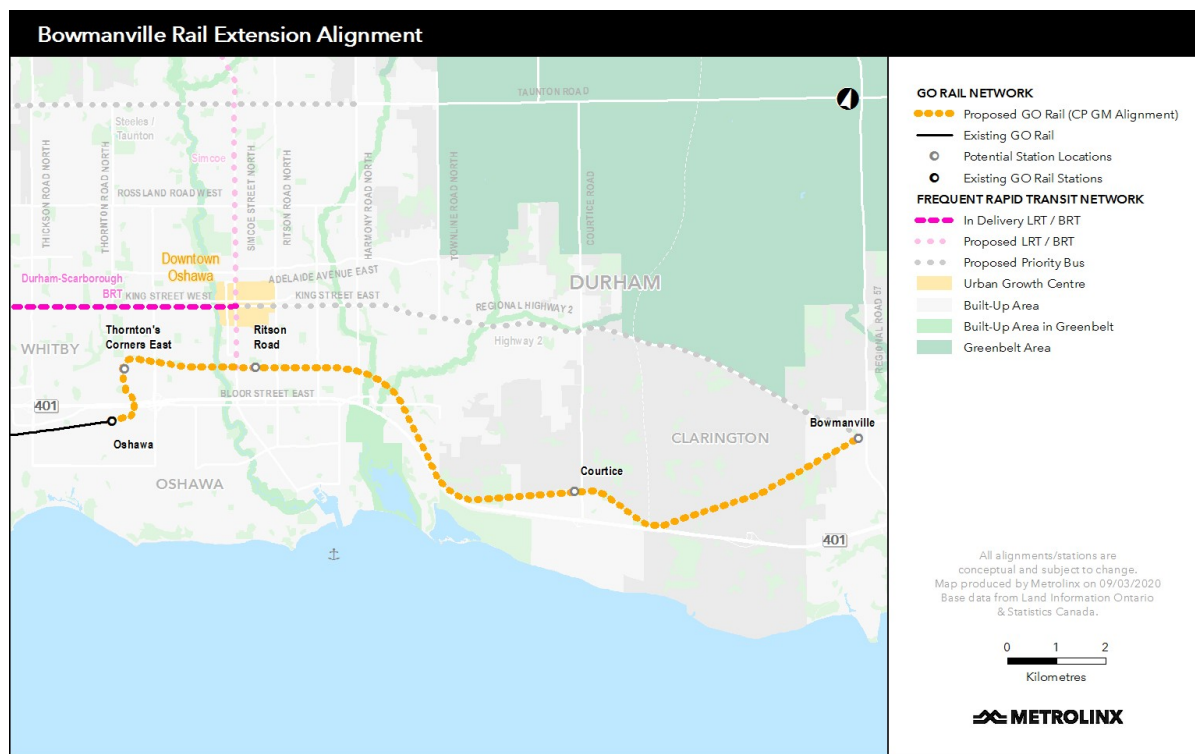 Bowmanville Rail Extension Alignment
TAUNTON ROAD
Steeles /
Taunton
Simcoe
THICKSON ROAD NORTH
THORNTON ROAD NORTH
ROSSLAND ROAD WEST
SIMCOE STREET NORTH
RITSON ROAD NORTH
HARMONY ROAD NORTH
TOWNLINE ROAD NORTH
COURTICE ROAD
Downtown
Oshawa
ADELAIDE AVENUE EAST
Durham-Scarborough
BRT
KING STREET WEST
KING STREET EAST
DURHAM
REGIONAL HIGHWAY 2
Highway 2
REGIONAL ROAD 57
Thornton's
Corners East
Ritson
Road
WHITBY
BLOOR STREET EAST
401
Oshawa
OSHAWA
Bowmanville
CLARINGTON
Courtice
401
GO RAIL NETWORK
Proposed GO Rail (CP GM Alignment)
Existing GO Rail
Potential Station Locations
Existing GO Rail Stations
FREQUENT RAPID TRANSIT NETWORK
In Delivery LRT / BRT
Proposed LRT / BRT
Proposed Priority Bus
Urban Growth Centre
Built-Up Area
Built-Up Area in Greenbelt
Greenbelt Area
All alignments/stations are
conceptual and subject to change.
Map produced by Metrolinx on 09/03/2020
Base data from Land Information Ontario
& Statistics Canada.
0 1 2
Kilometres
METROLINX